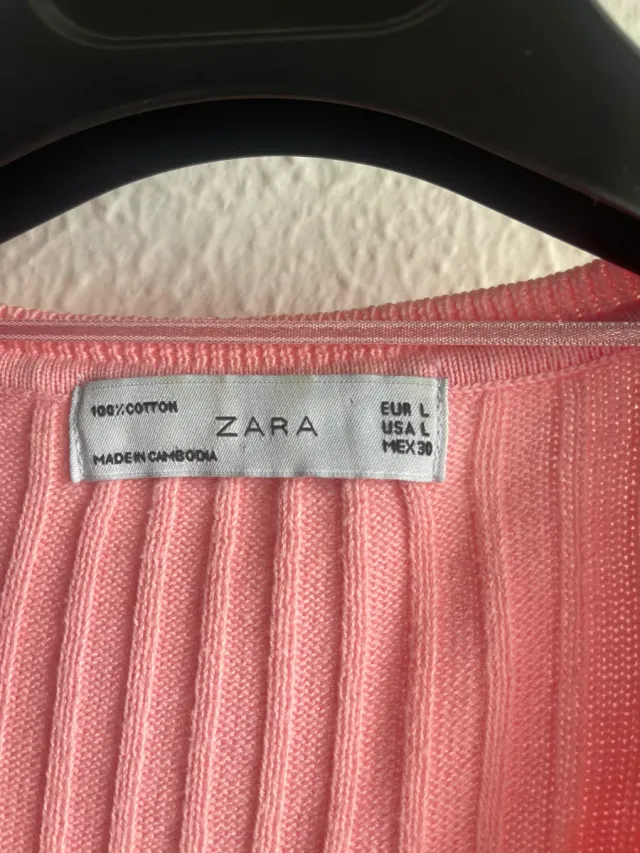 100% COTTON
ZARA
MADE IN CAMBODIA
EUR L
USA L
MEX 30